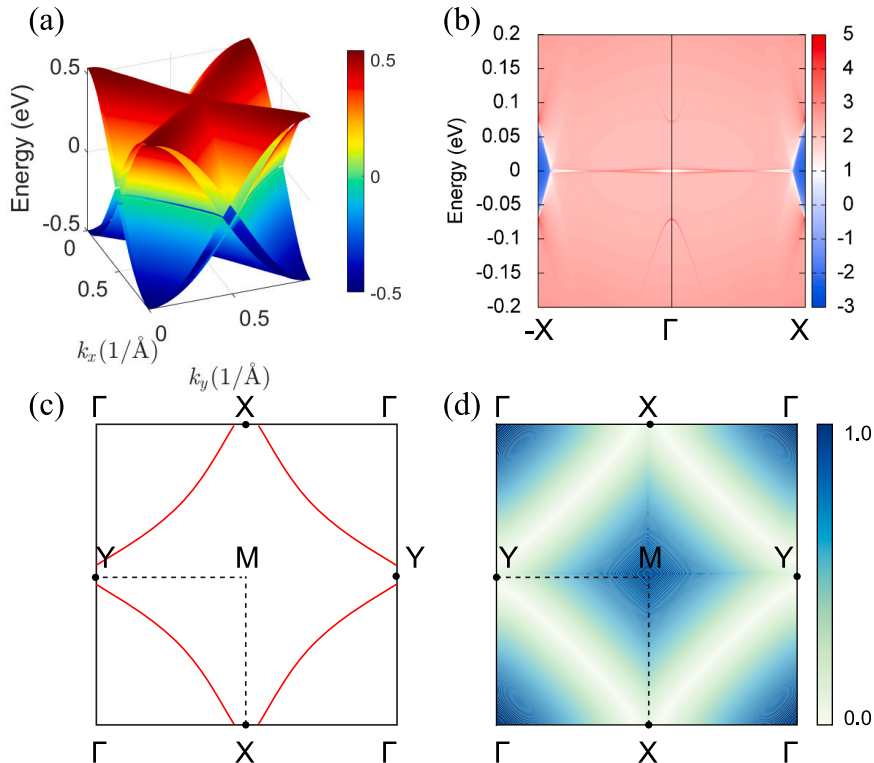 (a)
Energy (eV)
0.5
0
-0.5
0
0.5
0
0.5
k_x(1/Å)
k_y(1/Å)
0.5
0
-0.5
(b)
Energy (eV)
0.2
0.15
0.1
0.05
0
-0.05
-0.1
-0.15
-0.2
-X Γ X
5
4
3
2
1
0
-1
-2
-3
(c)
Γ X Γ
Y M Y
Γ X Γ
(d)
Γ X Γ
Y M Y
Γ X Γ
1.0
0.0